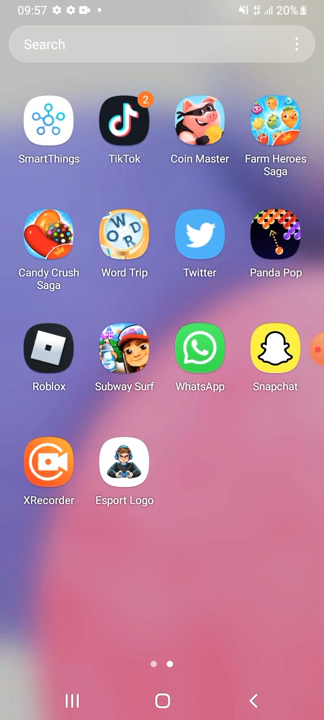 09:57
20%
Search
2
SmartThings
TikTok
Coin Master
Farm Heroes
Saga
Candy Crush
Saga
W
O R D
Word Trip
Twitter
Panda Pop
Roblox
Subway Surf
WhatsApp
Snapchat
XRecorder
Esport Logo